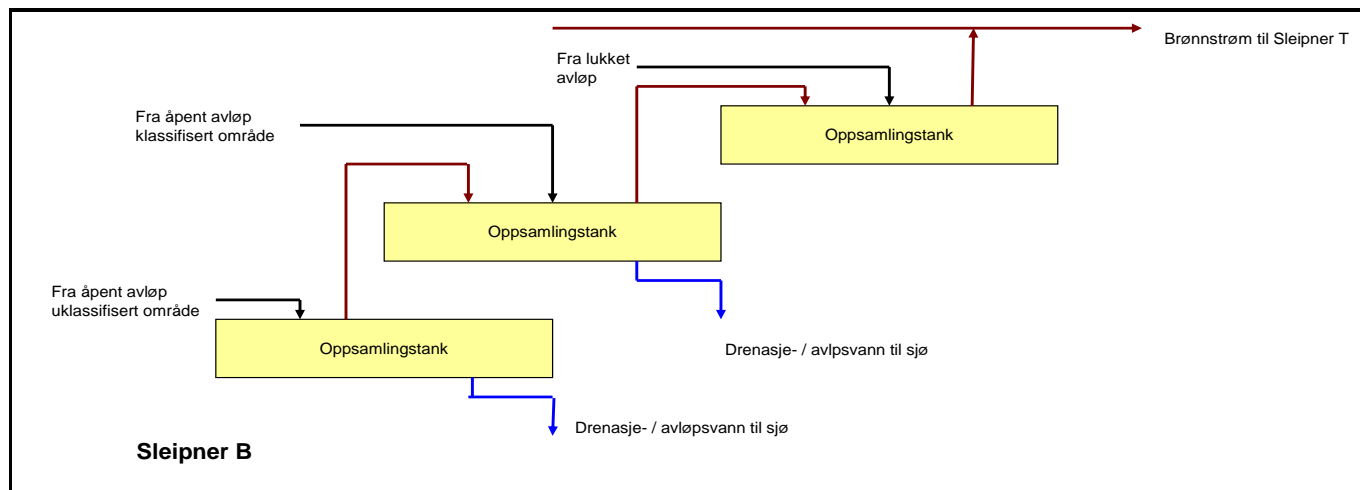 Brønnstrøm til Sleipner T
Fra lukket
avløp
Fra åpent avløp
klassifisert område
Oppsamlingstank
Oppsamlingstank
Fra åpent avløp
uklassifisert område
Oppsamlingstank
Drenasje- / avlpsvann til sjø
Drenasje- / avløpsvann til sjø
Sleipner B